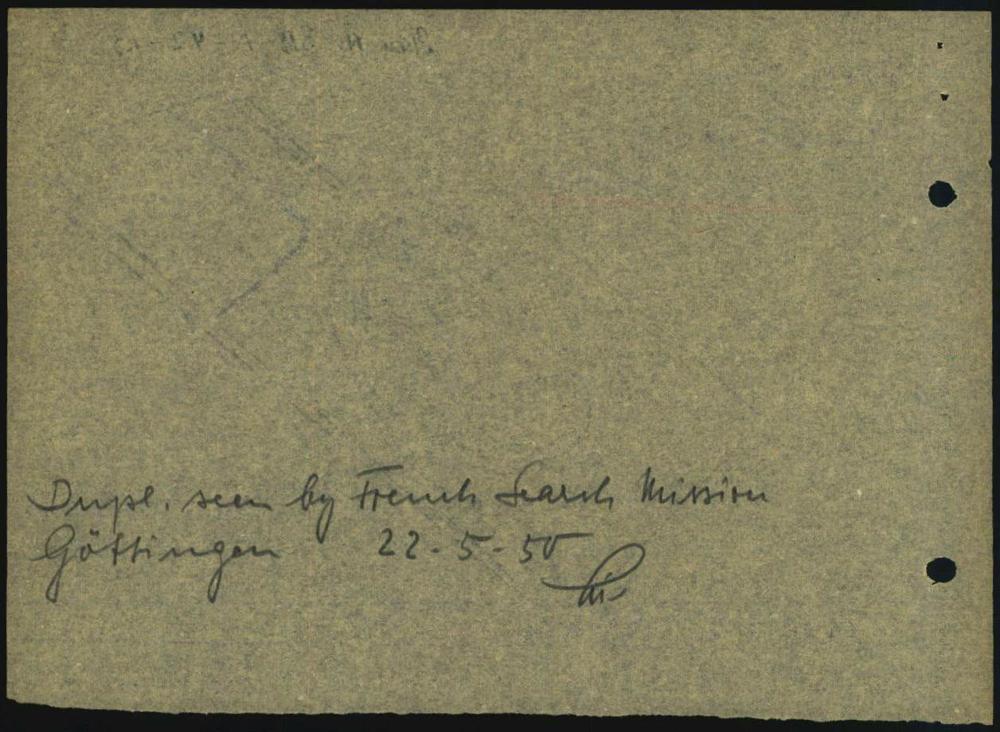 Dupl. seen by French Search Mission
Göttingen 22-5-50